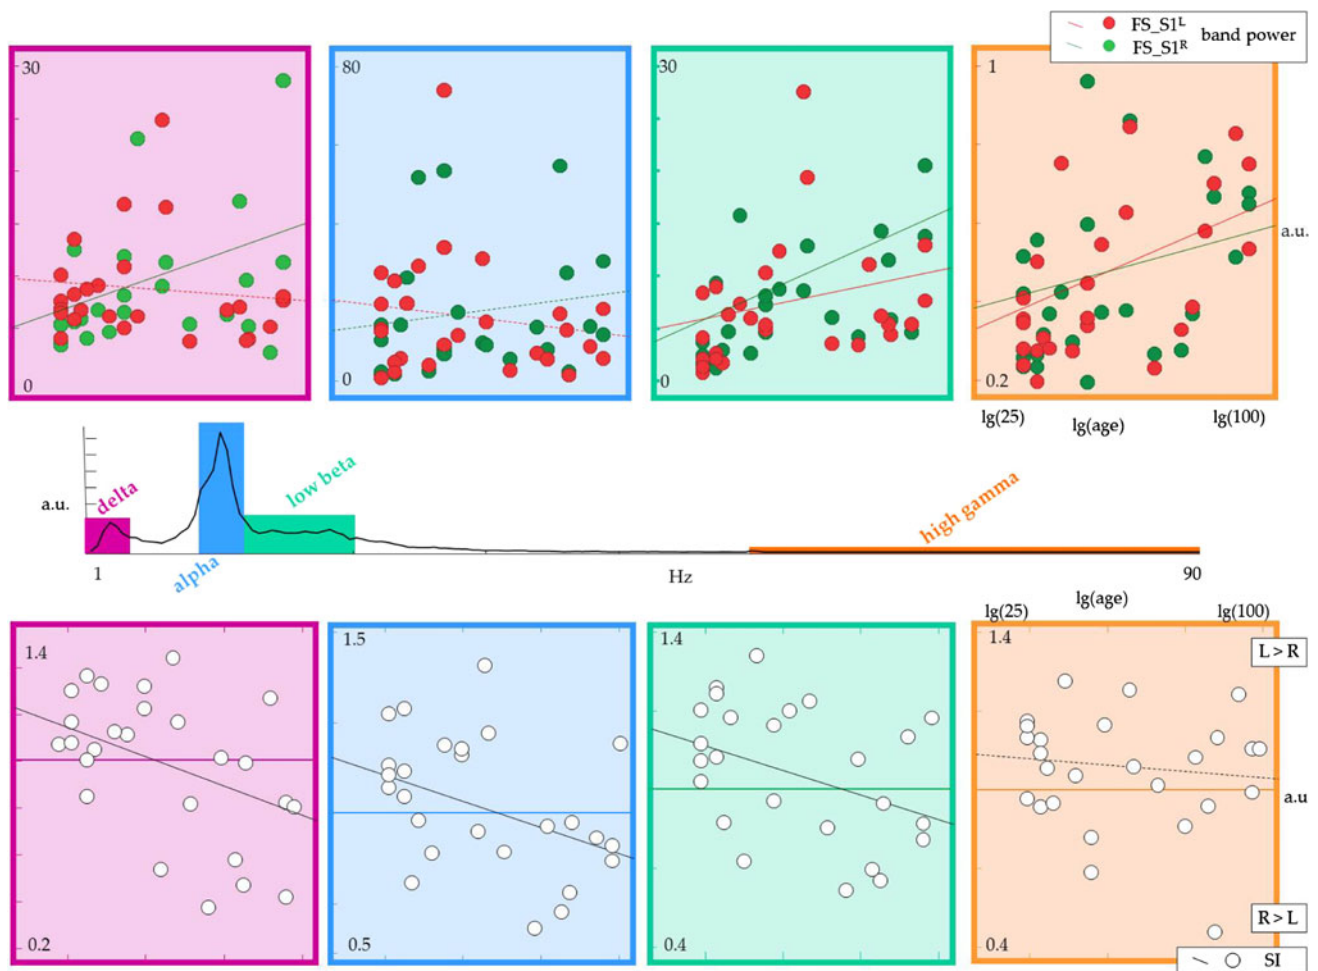 FS_S1L
FS_S1R
band power
30
80
30
1
a.u.
0
0
0
0.2
lg(25)
lg(age)
lg(100)
a.u.
delta
alpha
low beta
high gamma
1
Hz
90
lg(25)
lg(age)
lg(100)
1.4
1.5
1.4
1.4
L > R
a.u
R > L
0.2
0.5
0.4
0.4
SI